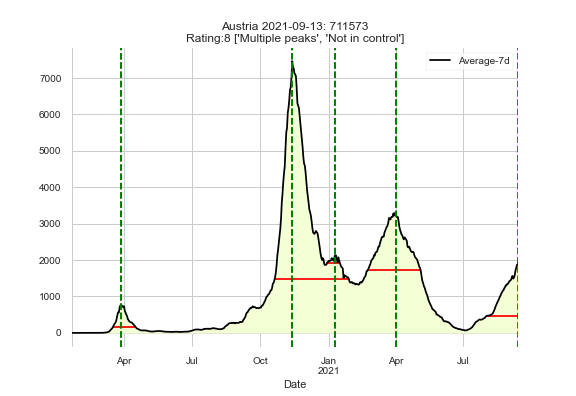 Austria 2021-09-13: 711573
Rating:8 ['Multiple peaks', 'Not in control']
Average-7d
7000
6000
5000
4000
3000
2000
1000
0
Apr Jul Oct Jan Apr Jul
2021
Date